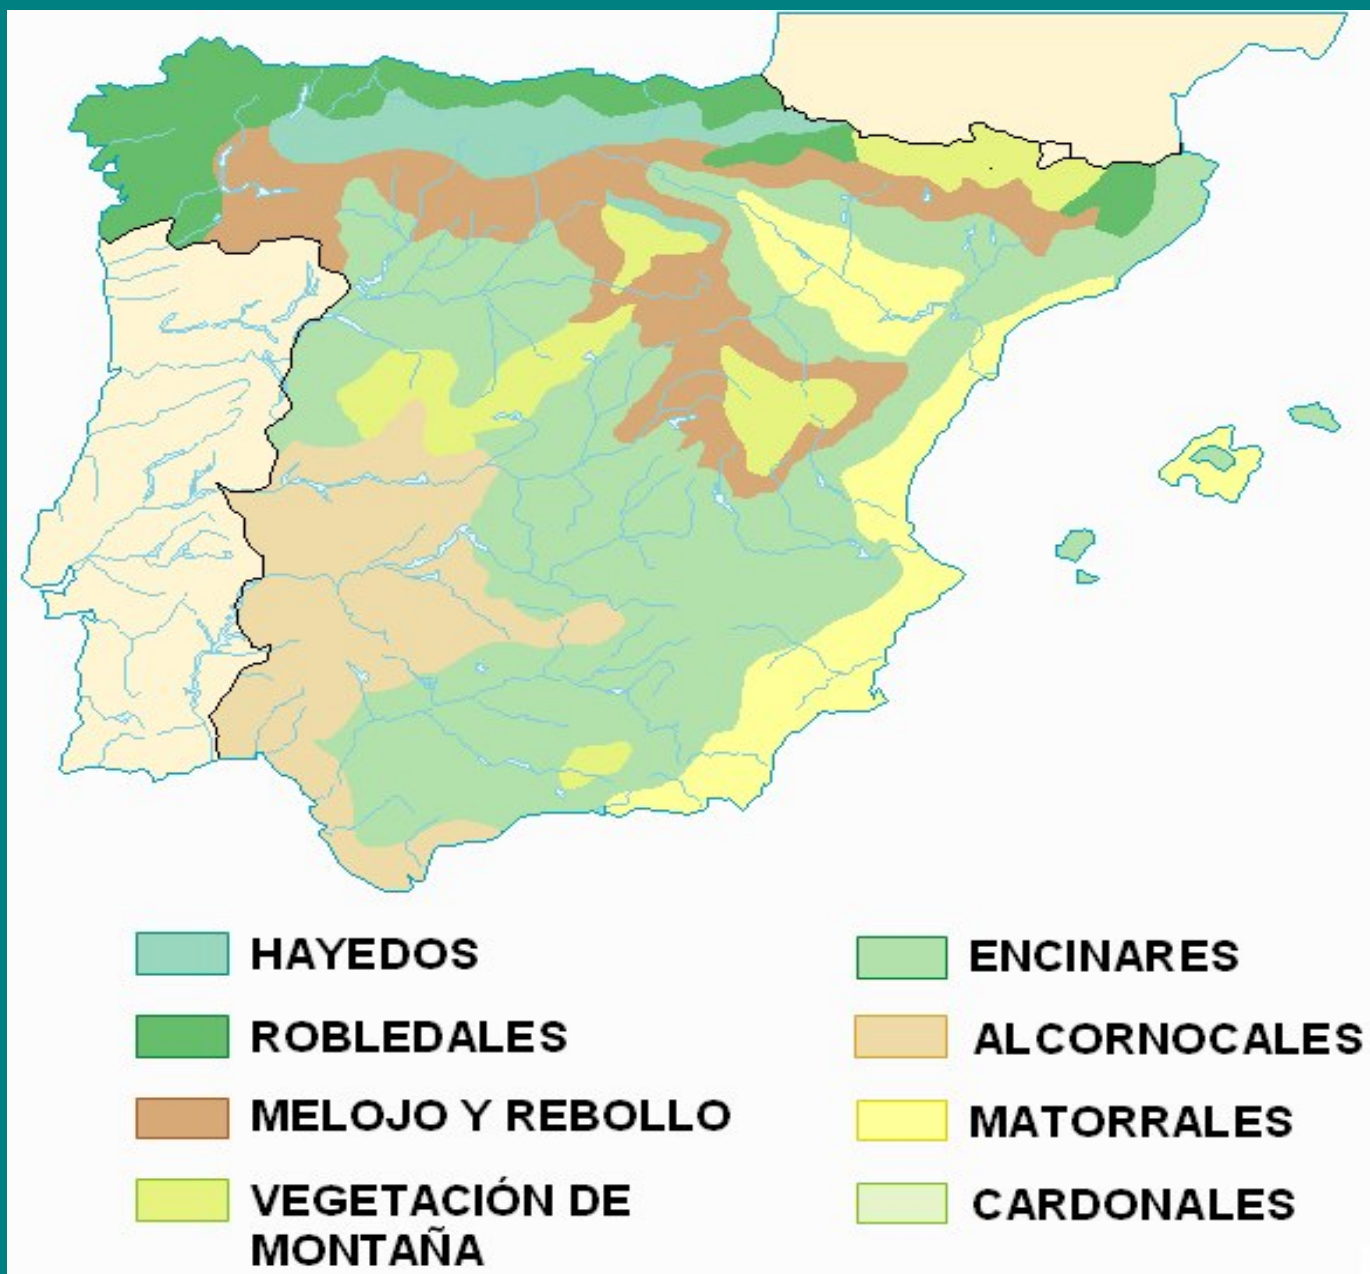 HAYEDOS
ROBLEDALES
MELOJO Y REBOLLO
VEGETACIÓN DE
MONTAÑA
ENCINARES
ALCORNOCALES
MATORRALES
CARDONALES